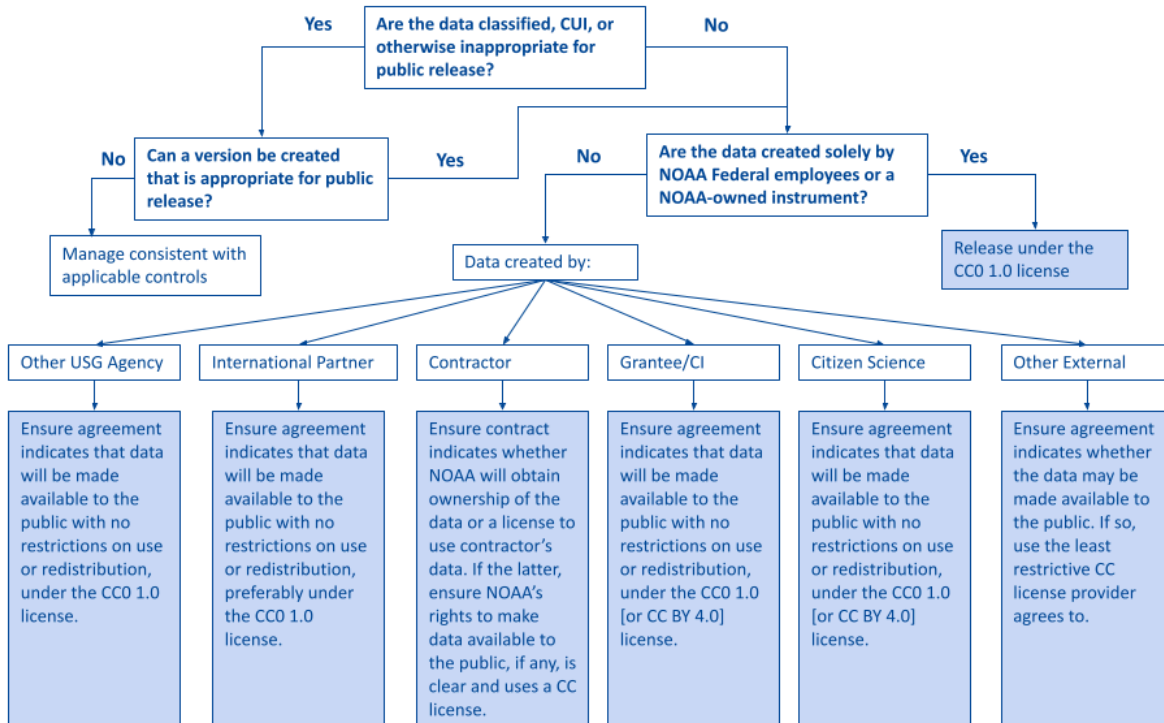 Yes
Are the data classified, CUI, or
otherwise inappropriate for
public release?
No
No
Can a version be created
that is appropriate for public
release?
Yes
No
Are the data created solely by
NOAA Federal employees or a
NOAA-owned instrument?
Yes
Manage consistent with
applicable controls
Data created by:
Release under the
CC0 1.0 license
Other USG Agency
International Partner
Contractor
Grantee/CI
Citizen Science
Other External
Ensure agreement
indicates that data
will be made
available to the
public with no
restrictions on use
or redistribution,
under the CC0 1.0
license.
Ensure agreement
indicates that data
will be made
available to the
public with no
restrictions on use
or redistribution,
preferably under
the CC0 1.0
license.
Ensure contract
indicates whether
NOAA will obtain
ownership of the
data or a license to
use contractor's
data. If the latter,
ensure NOAA's
rights to make
data available to
the public, if any, is
clear and uses a CC
license.
Ensure agreement
indicates that data
will be made
available to the
public with no
restrictions on use
or redistribution,
under the CC0 1.0
[or CC BY 4.0]
license.
Ensure agreement
indicates that data
will be made
available to the
public with no
restrictions on use
or redistribution,
under the CC0 1.0
[or CC BY 4.0]
license.
Ensure agreement
indicates whether
the data may be
made available to
the public. If so,
use the least
restrictive CC
license provider
agrees to.